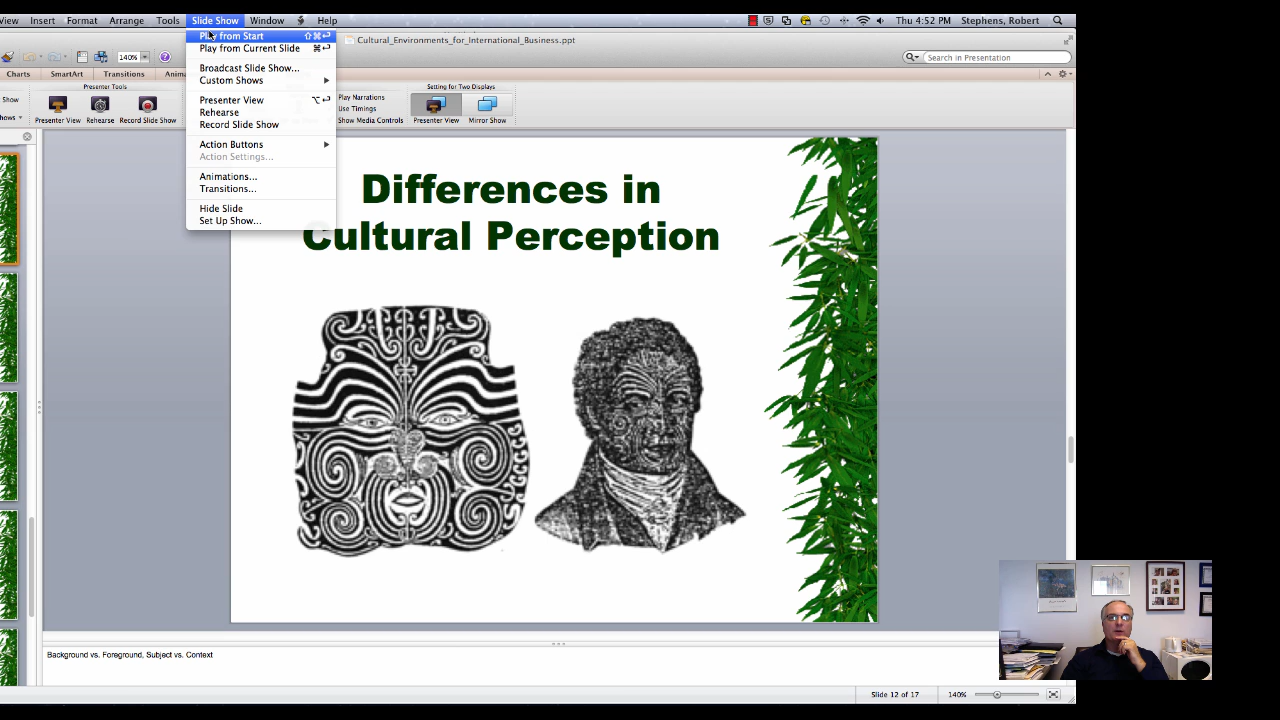 View Insert Format Arrange Tools Slide Show Window Help Thu 4:52 PM Stephens, Robert
Play from Start ⇧⌘↩
Play from Current Slide ⌘↩
Broadcast Slide Show...
Custom Shows
Presenter View ⌥↩
Rehearse
Record Slide Show
Action Buttons
Action Settings...
Animations...
Transitions...
Hide Slide
Set Up Show...
Cultural_Environments_for_International_Business.ppt
140% Search in Presentation
Charts SmartArt Transitions
Presenter Tools Setting for Two Displays
Show Play Narrations
Use Timings
Presenter View Rehearse Record Slide Show Show Media Controls Presenter View Mirror Show
Differences in
Cultural Perception
Background vs. Foreground, Subject vs. Context
Slide 12 of 17 140%